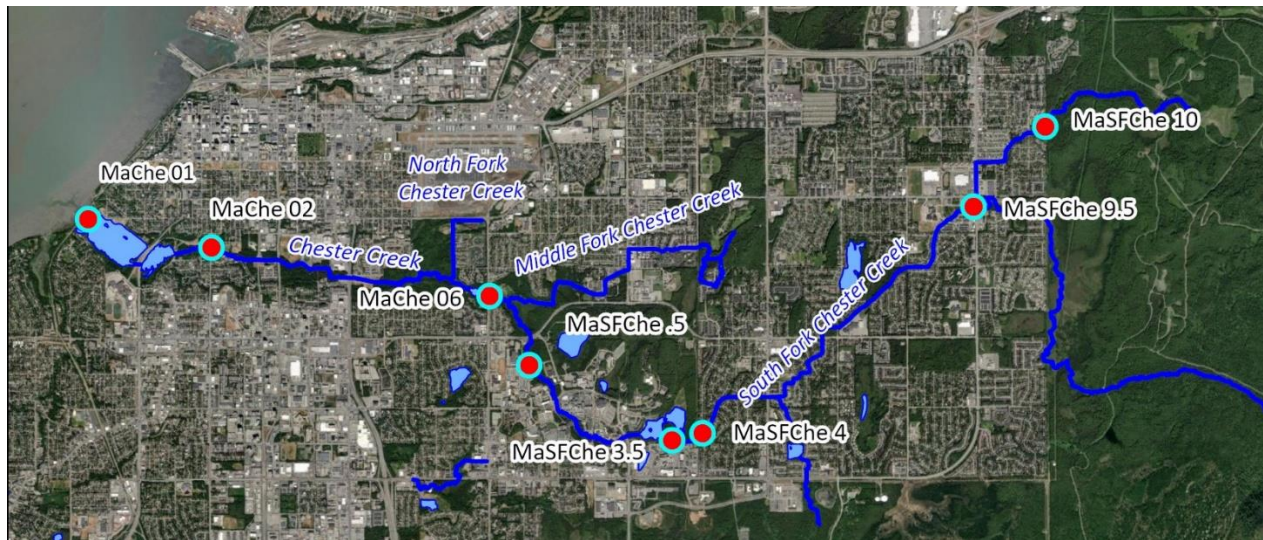 MaSFChe 10
MaChe 01
North Fork
Chester Creek
MaChe 02
MaSFChe 9.5
Chester Creek
Middle Fork Chester Creek
MaChe 06
MaSFChe .5
South Fork Chester Creek
MaSFChe 3.5
MaSFChe 4